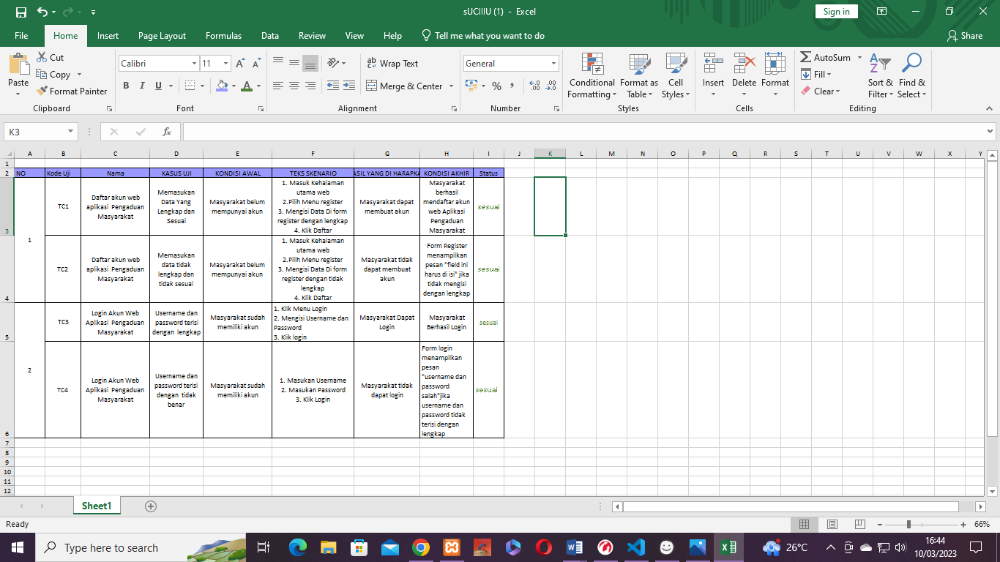 sUCIIIU (1) - Excel
Sign in
File Home Insert Page Layout Formulas Data Review View Help Tell me what you want to do Share
Paste
Cut
Copy
Format Painter
Clipboard
Calibri 11
B I U
Font
Wrap Text
Merge & Center
Alignment
General
Number
Conditional Formatting
Format as Table
Cell Styles
Styles
Insert Delete Format
Cells
AutoSum
Fill
Clear
Sort & Filter
Find & Select
Editing
K3
fx
A B C D E F G H I J K L M N O P Q R S T U V W X Y
1
2 NO Kode Uji Nama KASUS UJI KONDISI AWAL TEKS SKENARIO ASIL YANG DI HARAPKA KONDISI AKHIR Status
3
1
TC1
Daftar akun web
aplikasi Pengaduan
Masyarakat
Memasukan
Data Yang
Lengkap dan
Sesuai
Masyarakat belum
mempunyai akun
1. Masuk Kehalaman
utama web
2.Pilih Menu register
3. Mengisi Data Di form
register dengan lengkap
4. Klik Daftar
Masyarakat dapat
membuat akun
Masyarakat
berhasil
mendaftar akun
web Aplikasi
Pengaduan
Masyarakat
sesuai
4
TC2
Daftar akun web
aplikasi Pengaduan
Masyarakat
Memasukan
data tidak
lengkap dan
tidak sesuai
Masyarakat belum
mempunyai akun
1. Masuk Kehalaman
utama web
2.Pilih Menu register
3. Mengisi Data Di form
register dengan tidak
lengkap
4. Klik Daftar
Masyarakat tidak
dapat membuat
akun
Form Register
menampilkan
pesan "field ini
harus di isi" jika
tidak mengisi
dengan lengkap
sesuai
5
2
TC3
Login Akun Web
Aplikasi Pengaduan
Masyarakat
Username dan
password terisi
dengan lengkap
Masyarakat sudah
memiliki akun
1. Klik Menu Login
2. Mengisi Username dan
Password
3. Klik login
Masyarakat Dapat
Login
Masyarakat
Berhasil Login
sesuai
6
TC4
Login Akun Web
Aplikasi Pengaduan
Masyarakat
Username dan
password terisi
dengan tidak
benar
Masyarakat sudah
memiliki akun
1. Masukan Username
2. Masukan Password
3. Klik Login
Masyarakat tidak
dapat login
Form login
menampilkan
pesan
"username dan
password
salah"jika
username dan
password tidak
terisi dengan
lengkap
sesuai
7
8
9
10
11
12
Sheet1
Ready
66%
Type here to search
26°C
16:44
10/03/2023